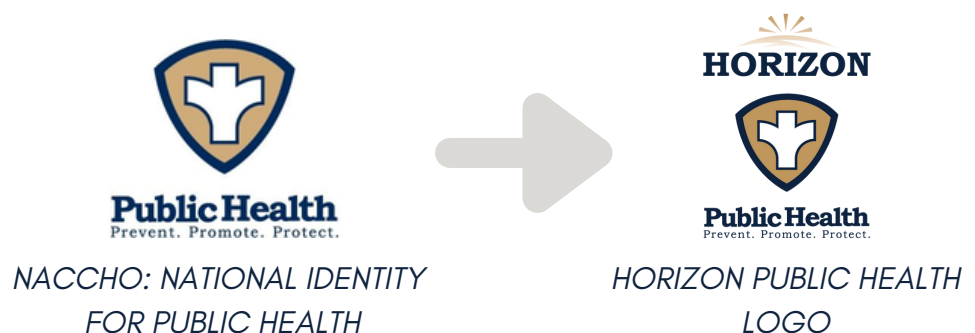 Public Health
Prevent. Promote. Protect.
NACCHO: NATIONAL IDENTITY
FOR PUBLIC HEALTH
HORIZON
Public Health
Prevent. Promote. Protect.
HORIZON PUBLIC HEALTH
LOGO